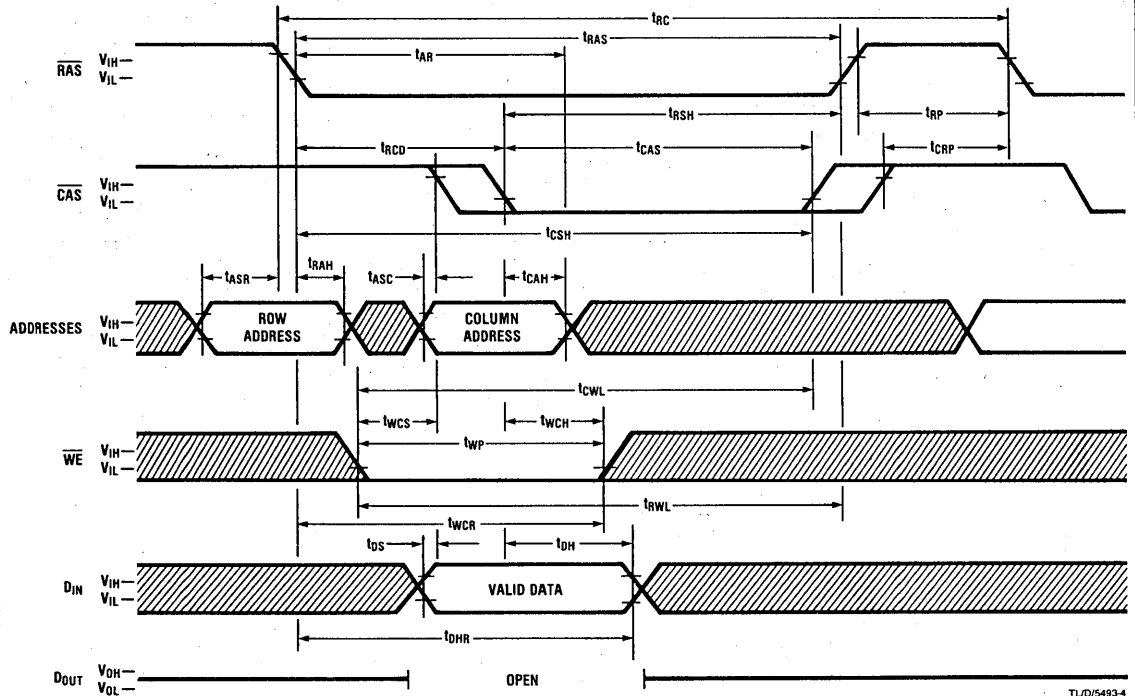 tRC
tRAS
tAR
RAS VIH
VIL
tRSH
tRP
tRCD
tCAS
tCRP
CAS VIH
VIL
tCSH
tASR
tRAH
tASC
tCAH
ADDRESSES VIH
VIL
ROW
ADDRESS
COLUMN
ADDRESS
tCWL
tWCS
tWCH
tWP
WE VIH
VIL
tRWL
tWCR
tDS
tDH
DIN VIH
VIL
VALID DATA
tDHR
DOUT VOH
VOL
OPEN
TL/D/5493-4